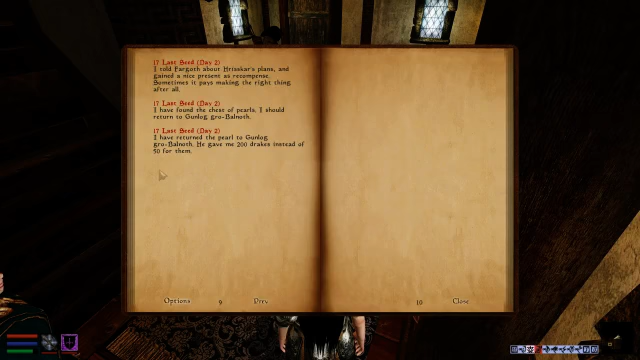 17 Last Seed (Day 2)
I told Fargoth about Hrisskar's plans, and
gained a nice present as recompense.
Sometimes it pays making the right thing
after all.
17 Last Seed (Day 2)
I have found the chest of pearls. I should
return to Gunlog gro-Balnoth.
17 Last Seed (Day 2)
I have returned the pearl to Gunlog
gro-Balnoth. He gave me 200 drakes instead of
50 for them.
Options
9
Prev
10
Close